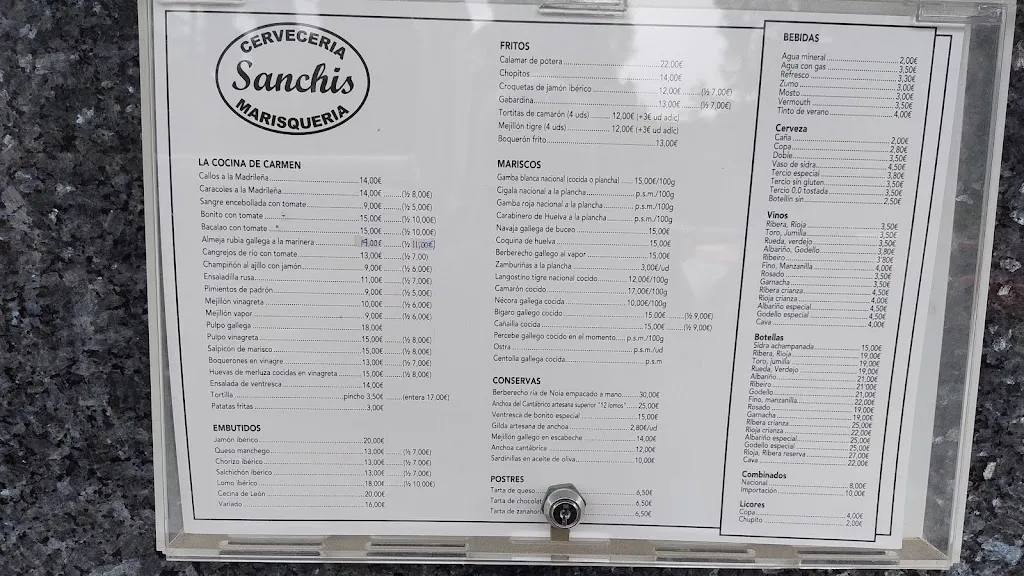 CERVECERIA
Sanchis
MARISQUERIA
LA COCINA DE CARMEN
Callos a la Madrileña 14,00€
Caracoles a la Madrileña 14,00€ (½ 8,00€)
Sangre encebollada con tomate 9,00€ (½ 5,00€)
Bonito con tomate 15,00€ (½ 10,00€)
Bacalao con tomate 15,00€ (½ 10,00€)
Almeja rubia gallega a la marinera 19,00€ (½ 11,00€)
Cangrejos de río con tomate 13,00€ (½ 7,00)
Champiñón al ajillo con jamón 9,00€ (½ 6,00€)
Ensaladilla rusa 11,00€ (½ 7,00€)
Pimientos de padrón 9,00€ (½ 5,00€)
Mejillón vinagreta 10,00€ (½ 6,00€)
Mejillón vapor 9,00€ (½ 6,00€)
Pulpo gallega 18,00€
Pulpo vinagreta 15,00€ (½ 8,00€)
Salpicón de marisco 15,00€ (½ 8,00€)
Boquerones en vinagre 13,00€ (½ 7,00€)
Huevas de merluza cocidas en vinagreta 15,00€ (½ 8,00€)
Ensalada de ventresca 14,00€
Tortilla pincho 3,50€ (entera 17.00€)
Patatas fritas 3,00€
EMBUTIDOS
Jamón ibérico 20,00€
Queso manchego 13,00€ (½ 7,00€)
Chorizo ibérico 13,00€ (½ 7,00€)
Salchichón ibérico 13,00€ (½ 7,00€)
Lomo ibérico 18,00€ (½ 10,00€)
Cecina de León 20,00€
Variado 16,00€
FRITOS
Calamar de potera 22,00€
Chopitos 14,00€
Croquetas de jamón ibérico 12,00€ (½ 7,00€)
Gabardina 13,00€ (½ 7,00€)
Tortitas de camarón (4 uds) 12,00€ (+3€ ud adic)
Mejillón tigre (4 uds) 12,00€ (+3€ ud adic)
Boquerón frito 13,00€
MARISCOS
Gamba blanca nacional (cocida o plancha) 15,00€/100g
Cigala nacional a la plancha p.s.m./100g
Gamba roja nacional a la plancha p.s.m./100g
Carabinero de Huelva a la plancha p.s.m./100g
Navaja gallega de buceo 15,00€
Coquina de huelva 15,00€
Berberecho gallego al vapor 15,00€
Zamburiñas a la plancha 3,00€/ud
Langostino tigre nacional cocido 12,00€/100g
Camarón cocido 17,00€/100g
Nécora gallega cocida 10,00€/100g
Bígaro gallego cocido 15,00€ (½ 9,00€)
Cañaílla cocida 15,00€ (½ 9,00€)
Percebe gallego cocido en el momento p.s.m./100g
Ostra p.s.m./ud
Centolla gallega cocida p.s.m
CONSERVAS
Berberecho ría de Noia empacado a mano 30,00€
Anchoa del Cantábrico artesana superior "12 lomos" 25,00€
Ventresca de bonito especial 15,00€
Gilda artesana de anchoa 2,80€/ud
Mejillón gallego en escabeche 14,00€
Anchoa cantábrica 12,00€
Sardinillas en aceite de oliva 10,00€
POSTRES
Tarta de queso 6,50€
Tarta de chocolat 6,50€
Tarta de zanahor 6,50€
BEBIDAS
Agua mineral 2,00€
Agua con gas 3,50€
Refresco 3,30€
Zumo 3,00€
Mosto 3,00€
Vermouth 3,50€
Tinto de verano 4,00€
Cerveza
Caña 2,00€
Copa 2,80€
Doble 3,50€
Vaso de sidra 4,50€
Tercio especial 3,80€
Tercio sin gluten 3,50€
Tercio 0,0 tostada 3,50€
Botellín sin 2,50€
Vinos
Ribera, Rioja 3,50€
Toro, Jumilla 3,50€
Rueda, verdejo 3,50€
Albariño, Godello 3,80€
Ribeiro 3'80€
Fino, Manzanilla 4,00€
Rosado 3,50€
Garnacha 3,50€
Ribera crianza 4,50€
Rioja crianza 4,00€
Albariño especial 4,50€
Godello especial 4,50€
Cava 4,00€
Botellas
Sidra achampanada 15,00€
Ribera, Rioja 19,00€
Toro, jumilla 19,00€
Rueda, Verdejo 19,00€
Albariño 21,00€
Ribeiro 21'00€
Godello 21,00€
Fino, manzanilla 22,00€
Rosado 19,00€
Garnacha 19,00€
Ribera crianza 25,00€
Rioja crianza 22,00€
Albariño especial 25,00€
Godello especial 25,00€
Rioja, Ribera reserva 27,00€
Cava 22,00€
Combinados
Nacional 8,00€
Importación 10,00€
Licores
Copa 4,00€
Chupito 2,00€